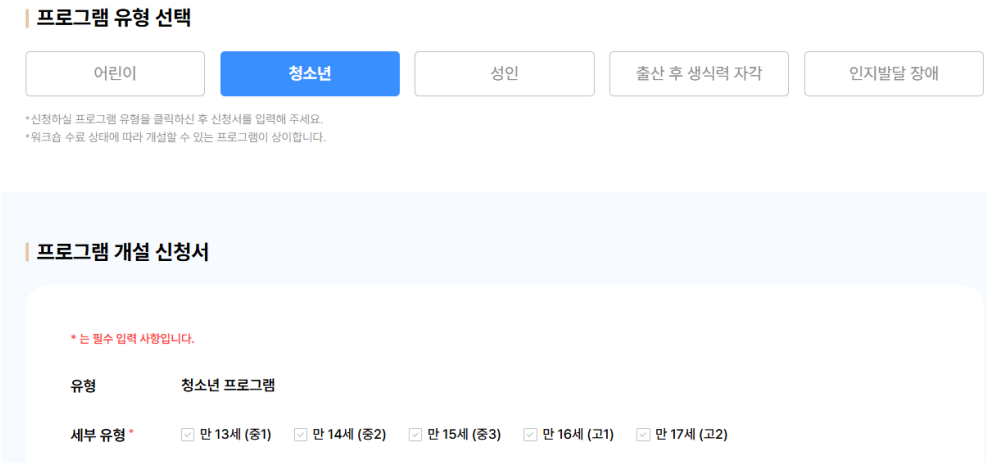 프로그램 유형 선택
어린이 청소년 성인 출산 후 생식력 자각 인지발달 장애
*신청하실 프로그램 유형을 클릭하신 후 신청서를 입력해 주세요.
*워크숍 수료 상태에 따라 개설할 수 있는 프로그램이 상이합니다.
프로그램 개설 신청서
* 는 필수 입력 사항입니다.
유형 청소년 프로그램
세부 유형 * 만 13세 (중1) 만 14세 (중2) 만 15세 (중3) 만 16세 (고1) 만 17세 (고2)